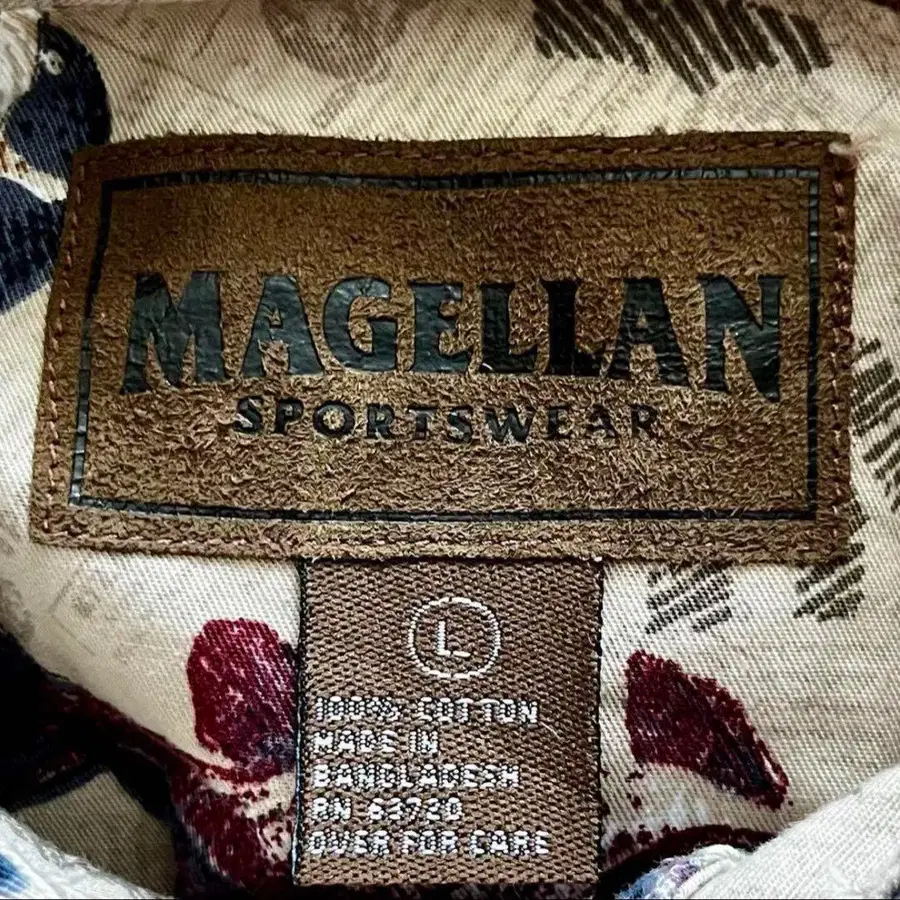 MAGELLAN
SPORTSWEAR
L
100% COTTON
MADE IN
BANGLADESH
RN 63720
OVER FOR CARE